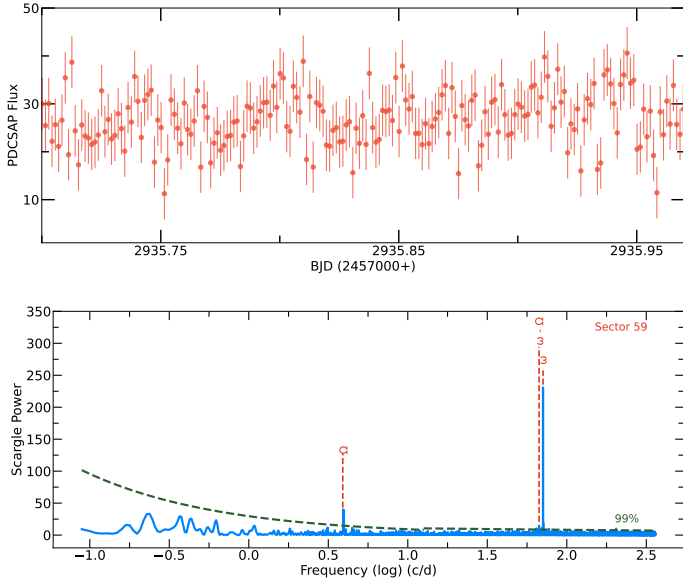 50
30
10
PDCSAP Flux
2935.75
2935.85
2935.95
BJD (2457000+)
350
300
250
200
150
100
50
0
Scargle Power
Ω
ω - Ω
ω
Sector 59
99%
−1.0
−0.5
0.0
0.5
1.0
1.5
2.0
2.5
Frequency (log) (c/d)